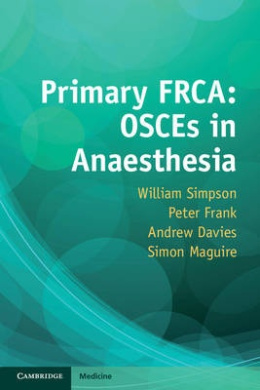 Primary FRCA:
OSCEs in
Anaesthesia
William Simpson
Peter Frank
Andrew Davies
Simon Maguire
CAMBRIDGE Medicine